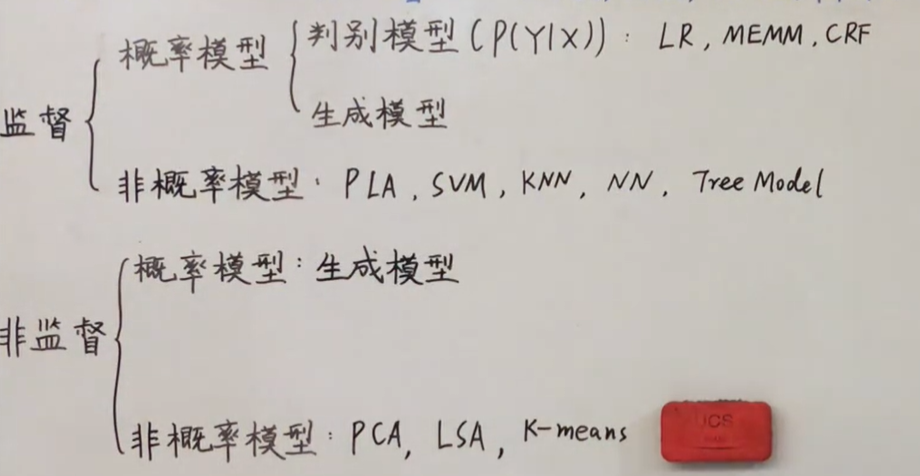 概率模型 判别模型(P(Y|X)): LR, MEMM, CRF
监督
生成模型
非概率模型: PLA, SVM, KNN, NN, Tree Model
概率模型: 生成模型
非监督
非概率模型: PCA, LSA, K-means